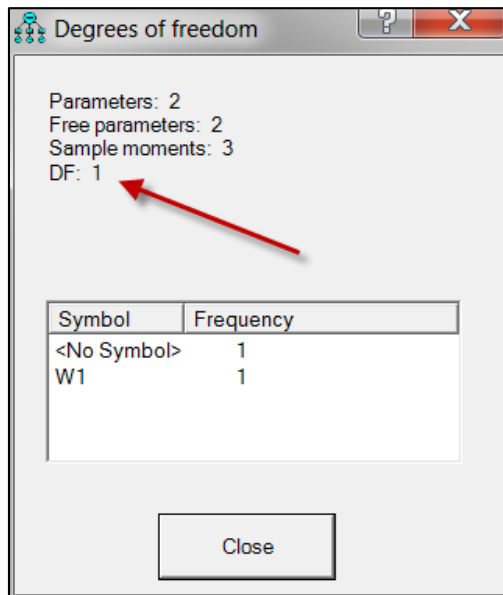 Degrees of freedom
Parameters: 2
Free parameters: 2
Sample moments: 3
DF: 1
Symbol Frequency
<No Symbol> 1
W1 1
Close